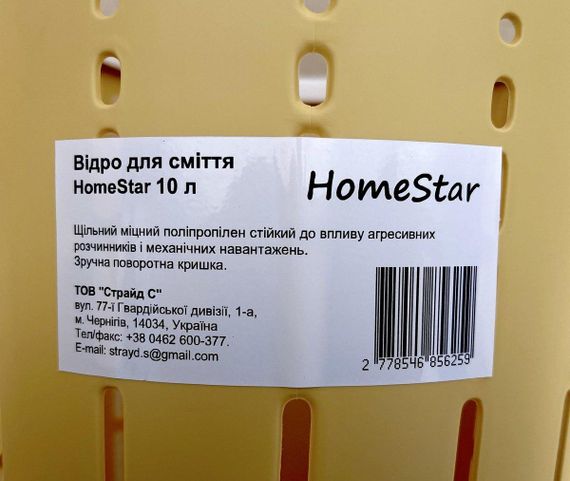 Відро для сміття
HomeStar 10 л
HomeStar
Щільний міцний поліпропілен стійкий до впливу агресивних
розчинників і механічних навантажень.
Зручна поворотна кришка.
ТОВ "Страйд С"
вул. 77-ї Гвардійської дивізії, 1-а,
м. Чернігів, 14034, Україна
Тел/факс: +38 0462 600-377.
E-mail: strayd.s@gmail.com
2 778546 856259